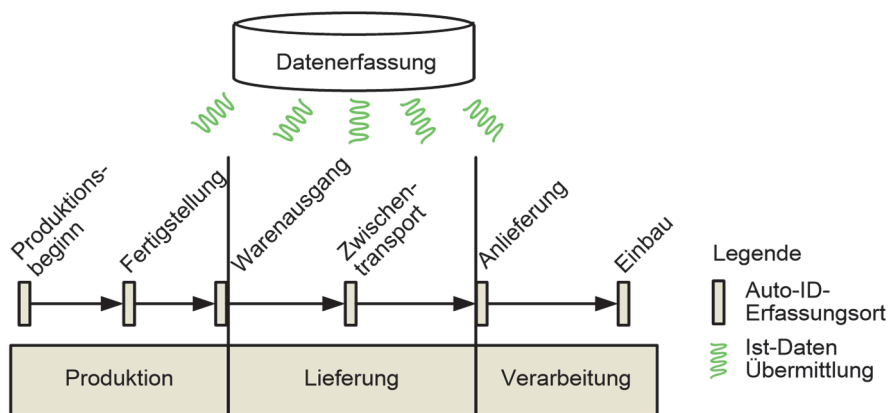 Datenerfassung
Produktions-
beginn
Fertigstellung
Warenausgang
Zwischen-
transport
Anlieferung
Einbau
Legende
Auto-ID-
Erfassungsort
Ist-Daten
Übermittlung
Produktion
Lieferung
Verarbeitung